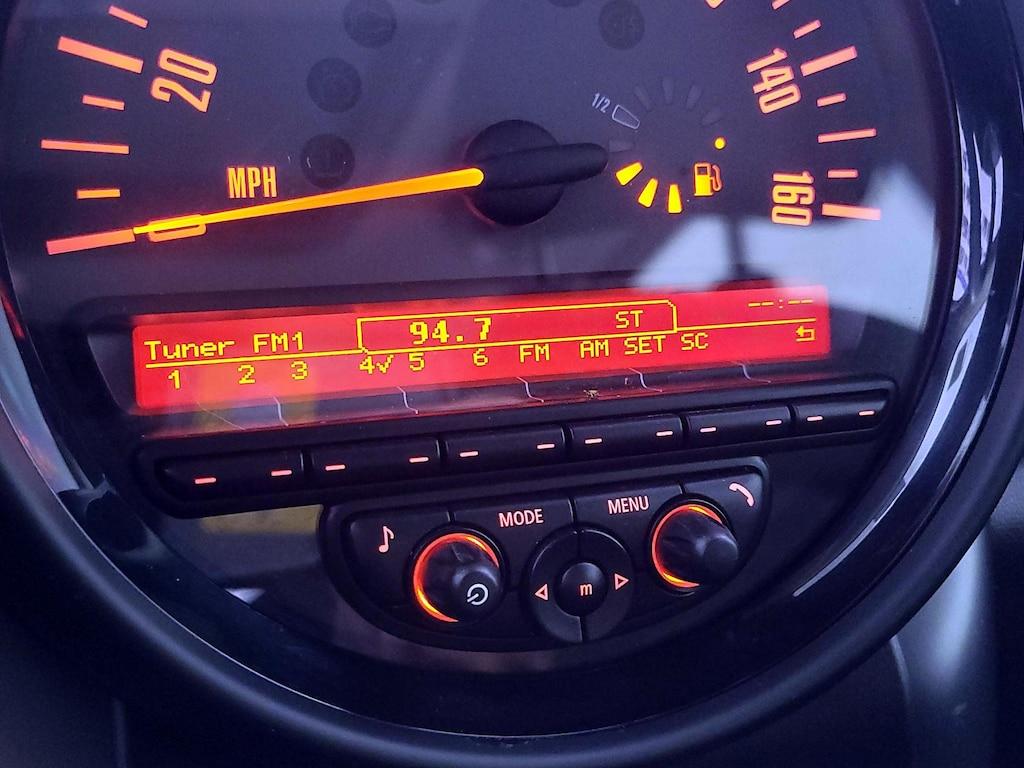 20
140
1/2
MPH
0
160
Tuner FM1 94.7 ST --:--
1 2 3 4√ 5 6 FM AM SET SC
MODE
MENU
m